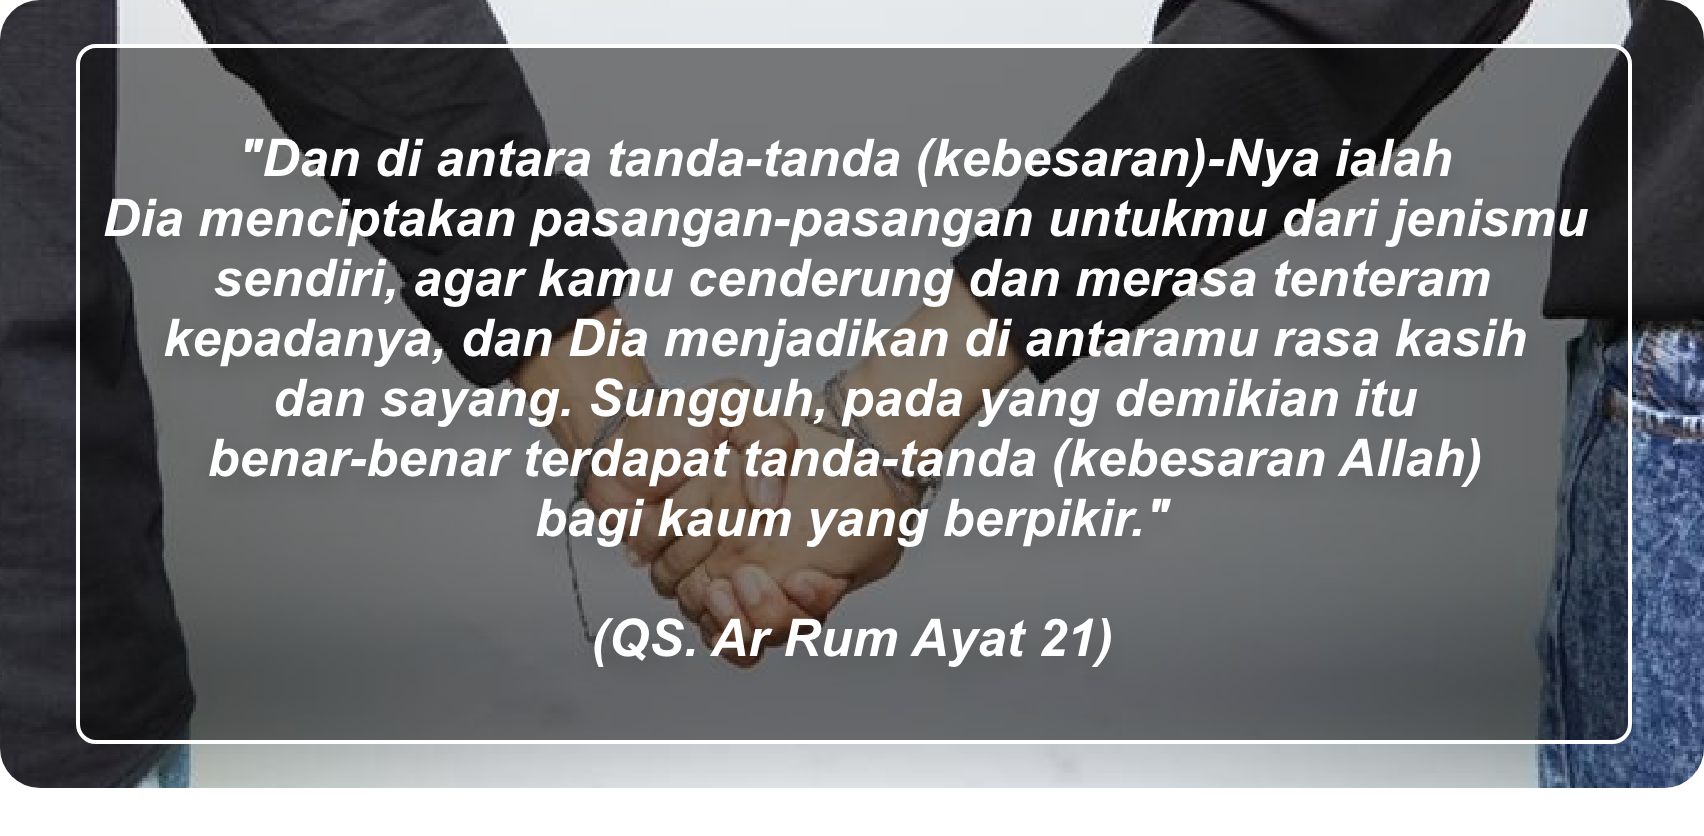 "Dan di antara tanda-tanda (kebesaran)-Nya ialah
Dia menciptakan pasangan-pasangan untukmu dari jenismu
sendiri, agar kamu cenderung dan merasa tenteram
kepadanya, dan Dia menjadikan di antaramu rasa kasih
dan sayang. Sungguh, pada yang demikian itu
benar-benar terdapat tanda-tanda (kebesaran Allah)
bagi kaum yang berpikir."
(QS. Ar Rum Ayat 21)